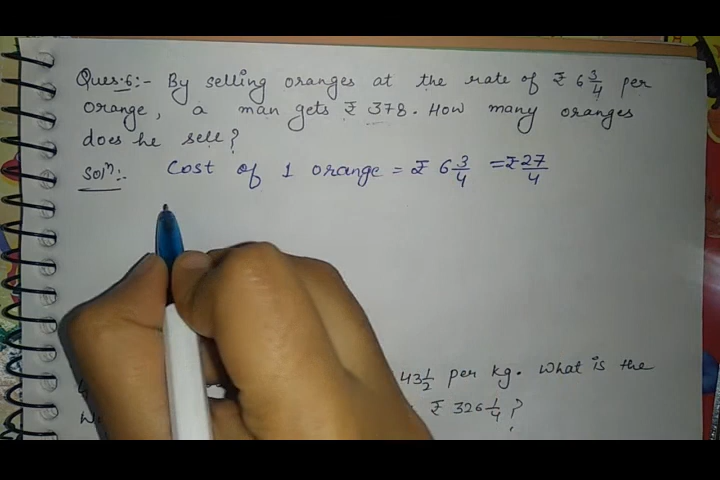 Ques.6:- By selling oranges at the rate of ₹ 6 3/4 per
orange, a man gets ₹ 378. How many oranges
does he sell?
Solⁿ:- Cost of 1 orange = ₹ 6 3/4 = ₹ 27/4
43 1/2 per kg. What is the
₹ 326 1/4 ?